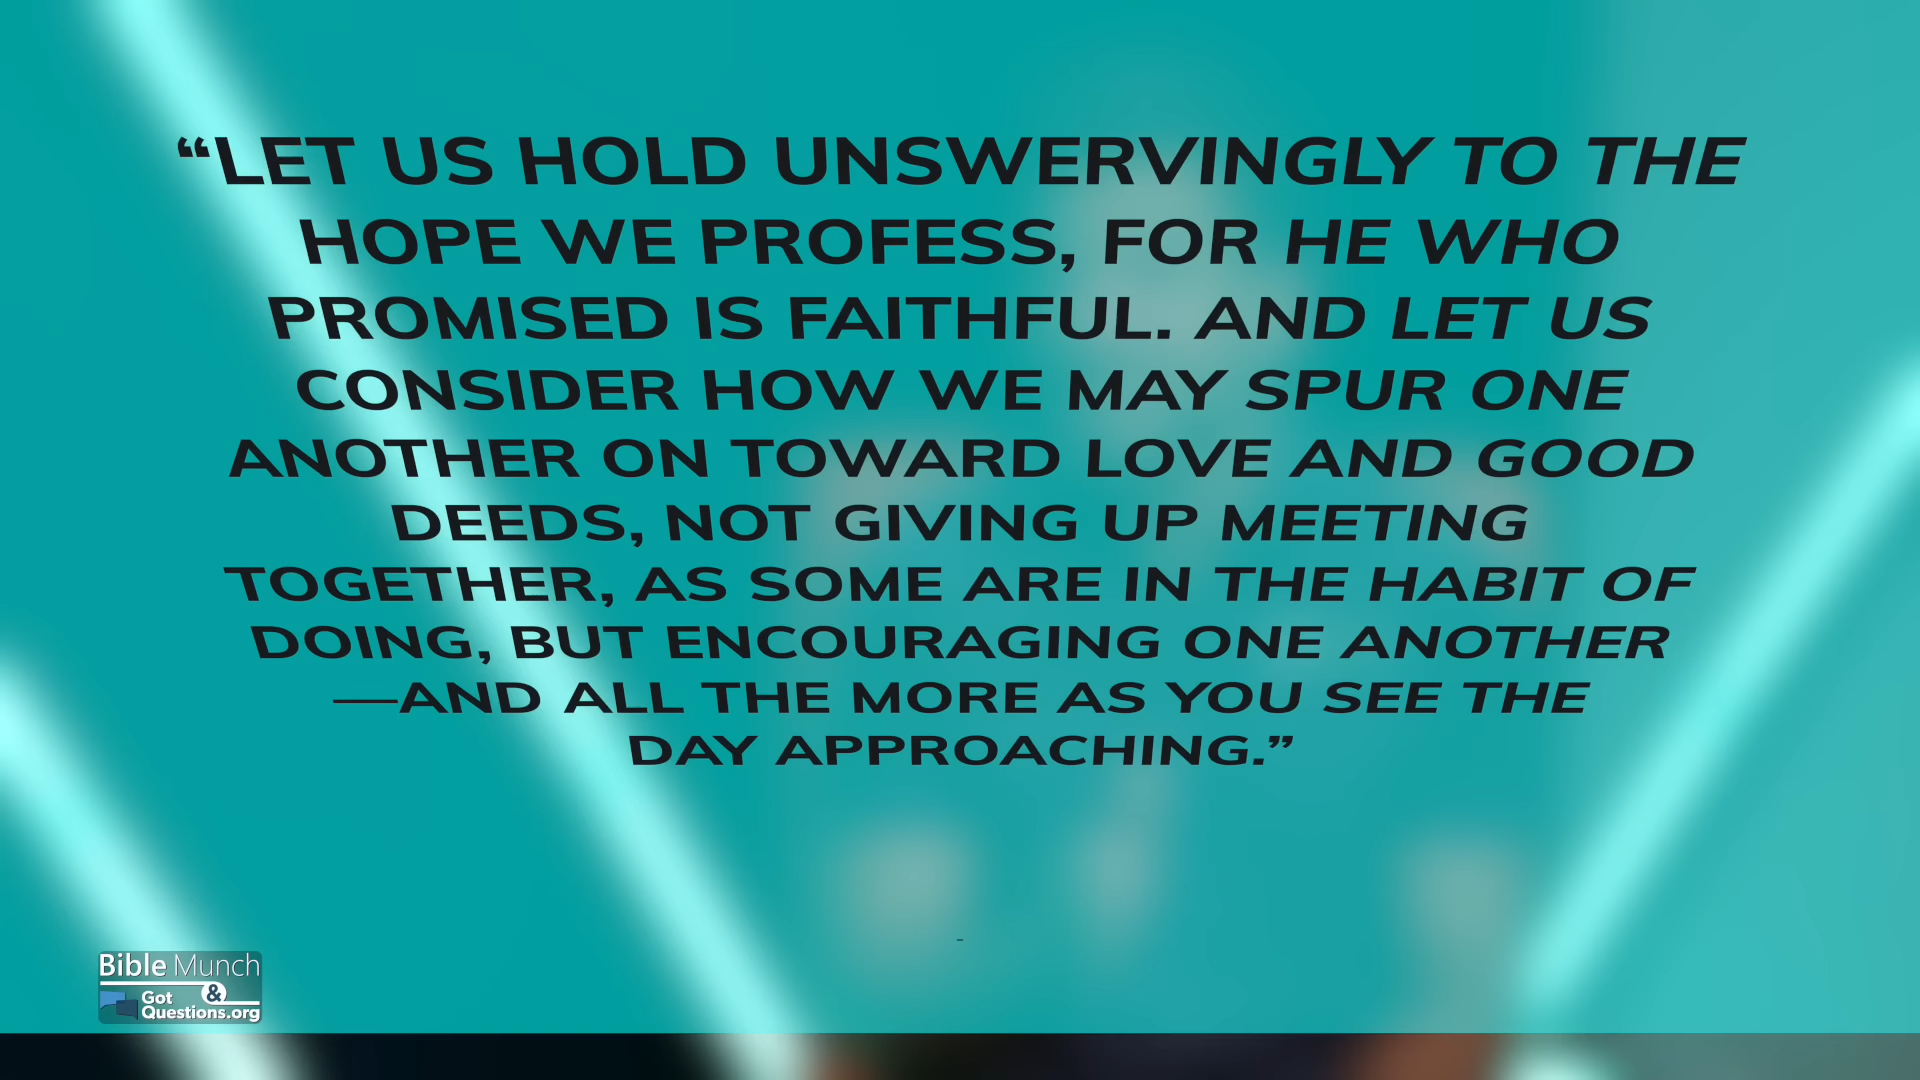 “LET US HOLD UNSWERVINGLY TO THE
HOPE WE PROFESS, FOR HE WHO
PROMISED IS FAITHFUL. AND LET US
CONSIDER HOW WE MAY SPUR ONE
ANOTHER ON TOWARD LOVE AND GOOD
DEEDS, NOT GIVING UP MEETING
TOGETHER, AS SOME ARE IN THE HABIT OF
DOING, BUT ENCOURAGING ONE ANOTHER
—AND ALL THE MORE AS YOU SEE THE
DAY APPROACHING.”
-
Bible Munch
&
Got
Questions.org